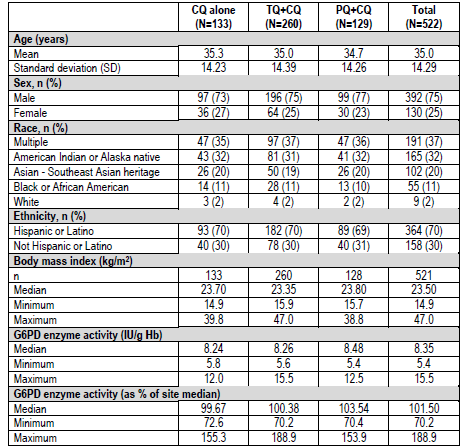 CQ alone (N=133) TQ+CQ (N=260) PQ+CQ (N=129) Total (N=522)
Age (years)
Mean 35.3 35.0 34.7 35.0
Standard deviation (SD) 14.23 14.39 14.26 14.29
Sex, n (%)
Male 97 (73) 196 (75) 99 (77) 392 (75)
Female 36 (27) 64 (25) 30 (23) 130 (25)
Race, n (%)
Multiple 47 (35) 97 (37) 47 (36) 191 (37)
American Indian or Alaska native 43 (32) 81 (31) 41 (32) 165 (32)
Asian - Southeast Asian heritage 26 (20) 50 (19) 26 (20) 102 (20)
Black or African American 14 (11) 28 (11) 13 (10) 55 (11)
White 3 (2) 4 (2) 2 (2) 9 (2)
Ethnicity, n (%)
Hispanic or Latino 93 (70) 182 (70) 89 (69) 364 (70)
Not Hispanic or Latino 40 (30) 78 (30) 40 (31) 158 (30)
Body mass index (kg/m²)
n 133 260 128 521
Median 23.70 23.35 23.80 23.50
Minimum 14.9 15.9 15.7 14.9
Maximum 39.8 47.0 38.8 47.0
G6PD enzyme activity (IU/g Hb)
Median 8.24 8.26 8.48 8.35
Minimum 5.8 5.6 5.4 5.4
Maximum 12.0 15.5 12.5 15.5
G6PD enzyme activity (as % of site median)
Median 99.67 100.38 103.54 101.50
Minimum 72.6 70.2 70.4 70.2
Maximum 155.3 188.9 153.9 188.9